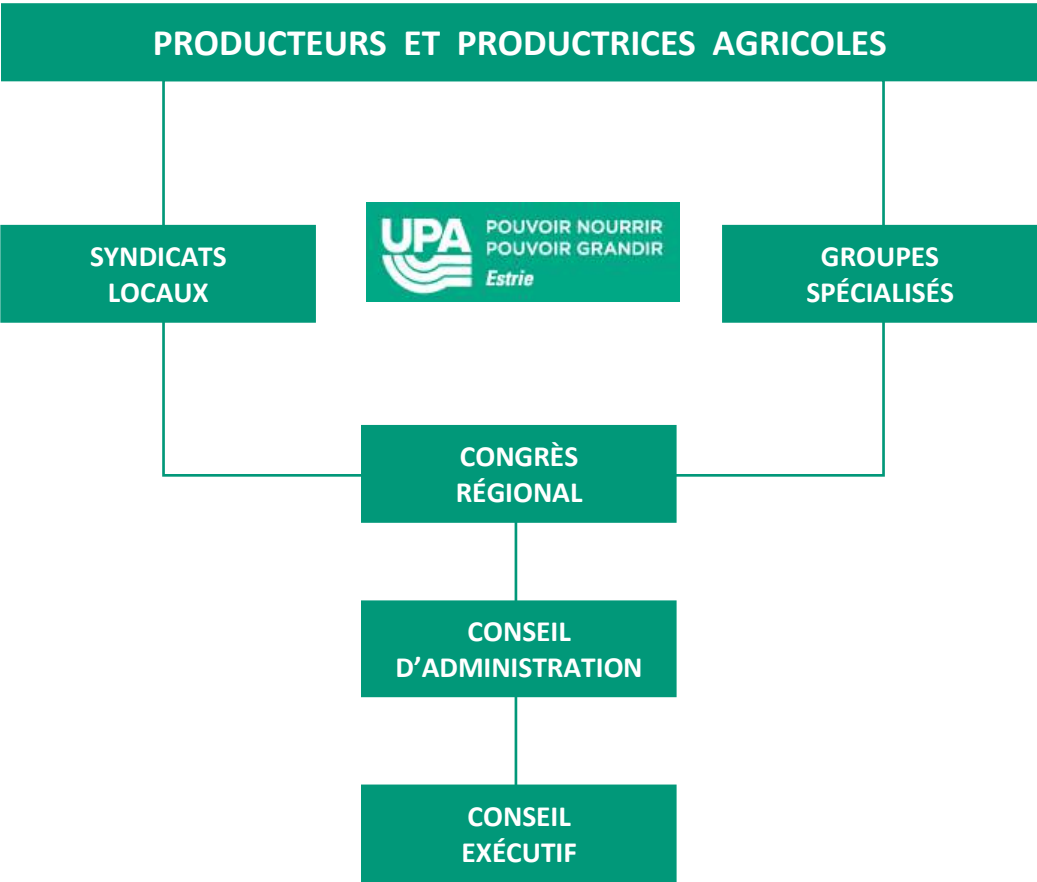 PRODUCTEURS ET PRODUCTRICES AGRICOLES
SYNDICATS
LOCAUX
UPA
POUVOIR NOURRIR
POUVOIR GRANDIR
Estrie
GROUPES
SPÉCIALISÉS
CONGRÈS
RÉGIONAL
CONSEIL
D’ADMINISTRATION
CONSEIL
EXÉCUTIF